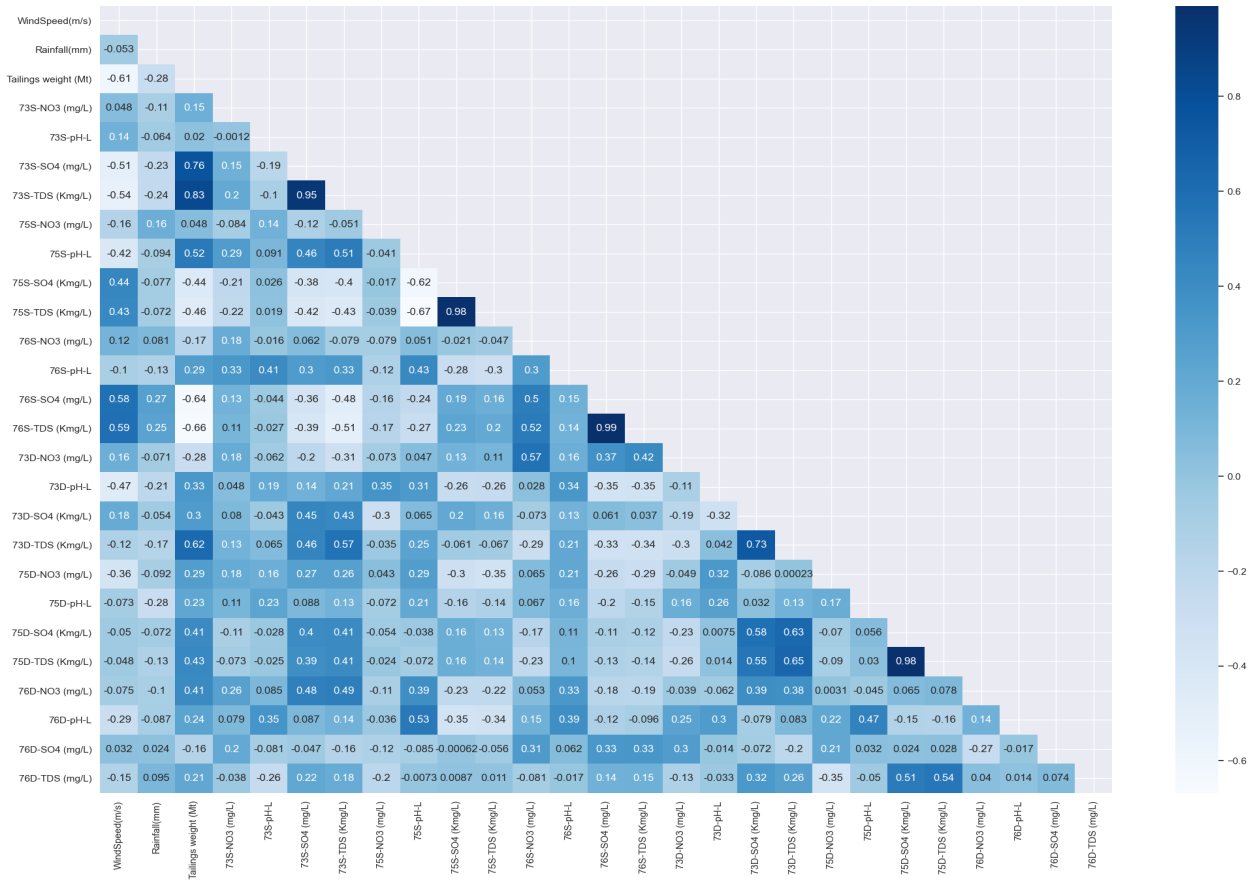 WindSpeed(m/s)
Rainfall(mm) -0.053
Tailings weight (Mt) -0.61 -0.28
73S-NO3 (mg/L) 0.048 -0.11 0.15
73S-pH-L 0.14 -0.064 0.02 -0.0012
73S-SO4 (mg/L) -0.51 -0.23 0.76 0.15 -0.19
73S-TDS (Kmg/L) -0.54 -0.24 0.83 0.2 -0.1 0.95
75S-NO3 (mg/L) -0.16 0.16 0.048 -0.084 0.14 -0.12 -0.051
75S-pH-L -0.42 -0.094 0.52 0.29 0.091 0.46 0.51 -0.041
75S-SO4 (Kmg/L) 0.44 -0.077 -0.44 -0.21 0.026 -0.38 -0.4 -0.017 -0.62
75S-TDS (Kmg/L) 0.43 -0.072 -0.46 -0.22 0.019 -0.42 -0.43 -0.039 -0.67 0.98
76S-NO3 (mg/L) 0.12 0.081 -0.17 0.18 -0.016 0.062 -0.079 -0.079 0.051 -0.021 -0.047
76S-pH-L -0.1 -0.13 0.29 0.33 0.41 0.3 0.33 -0.12 0.43 -0.28 -0.3 0.3
76S-SO4 (mg/L) 0.58 0.27 -0.64 0.13 -0.044 -0.36 -0.48 -0.16 -0.24 0.19 0.16 0.5 0.15
76S-TDS (Kmg/L) 0.59 0.25 -0.66 0.11 -0.027 -0.39 -0.51 -0.17 -0.27 0.23 0.2 0.52 0.14 0.99
73D-NO3 (mg/L) 0.16 -0.071 -0.28 0.18 -0.062 -0.2 -0.31 -0.073 0.047 0.13 0.11 0.57 0.16 0.37 0.42
73D-pH-L -0.47 -0.21 0.33 0.048 0.19 0.14 0.21 0.35 0.31 -0.26 -0.26 0.028 0.34 -0.35 -0.35 -0.11
73D-SO4 (Kmg/L) 0.18 -0.054 0.3 0.08 -0.043 0.45 0.43 -0.3 0.065 0.2 0.16 -0.073 0.13 0.061 0.037 -0.19 -0.32
73D-TDS (Kmg/L) -0.12 -0.17 0.62 0.13 0.065 0.46 0.57 -0.035 0.25 -0.061 -0.067 -0.29 0.21 -0.33 -0.34 -0.3 0.042 0.73
75D-NO3 (mg/L) -0.36 -0.092 0.29 0.18 0.16 0.27 0.26 0.043 0.29 -0.3 -0.35 0.065 0.21 -0.26 -0.29 -0.049 0.32 -0.086 0.00023
75D-pH-L -0.073 -0.28 0.23 0.11 0.23 0.088 0.13 -0.072 0.21 -0.16 -0.14 0.067 0.16 -0.2 -0.15 0.16 0.26 0.032 0.13 0.17
75D-SO4 (Kmg/L) -0.05 -0.072 0.41 -0.11 -0.028 0.4 0.41 -0.054 -0.038 0.16 0.13 -0.17 0.11 -0.11 -0.12 -0.23 0.0075 0.58 0.63 -0.07 0.056
75D-TDS (Kmg/L) -0.048 -0.13 0.43 -0.073 -0.025 0.39 0.41 -0.024 -0.072 0.16 0.14 -0.23 0.1 -0.13 -0.14 -0.26 0.014 0.55 0.65 -0.09 0.03 0.98
76D-NO3 (mg/L) -0.075 -0.1 0.41 0.26 0.085 0.48 0.49 -0.11 0.39 -0.23 -0.22 0.053 0.33 -0.18 -0.19 -0.039 -0.062 0.39 0.38 0.0031 -0.045 0.065 0.078
76D-pH-L -0.29 -0.087 0.24 0.079 0.35 0.087 0.14 -0.036 0.53 -0.35 -0.34 0.15 0.39 -0.12 -0.096 0.25 0.3 -0.079 0.083 0.22 0.47 -0.15 -0.16 0.14
76D-SO4 (mg/L) 0.032 0.024 -0.16 0.2 -0.081 -0.047 -0.16 -0.12 -0.085 -0.00062 -0.056 0.31 0.062 0.33 0.33 0.3 -0.014 -0.072 -0.2 0.21 0.032 0.024 0.028 -0.27 -0.017
76D-TDS (mg/L) -0.15 0.095 0.21 -0.038 -0.26 0.22 0.18 -0.2 -0.0073 0.0087 0.011 -0.081 -0.017 0.14 0.15 -0.13 -0.033 0.32 0.26 -0.35 -0.05 0.51 0.54 0.04 0.014 0.074
WindSpeed(m/s)
Rainfall(mm)
Tailings weight (Mt)
73S-NO3 (mg/L)
73S-pH-L
73S-SO4 (mg/L)
73S-TDS (Kmg/L)
75S-NO3 (mg/L)
75S-pH-L
75S-SO4 (Kmg/L)
75S-TDS (Kmg/L)
76S-NO3 (mg/L)
76S-pH-L
76S-SO4 (mg/L)
76S-TDS (Kmg/L)
73D-NO3 (mg/L)
73D-pH-L
73D-SO4 (Kmg/L)
73D-TDS (Kmg/L)
75D-NO3 (mg/L)
75D-pH-L
75D-SO4 (Kmg/L)
75D-TDS (Kmg/L)
76D-NO3 (mg/L)
76D-pH-L
76D-SO4 (mg/L)
76D-TDS (mg/L)
0.8
0.6
0.4
0.2
0.0
-0.2
-0.4
-0.6